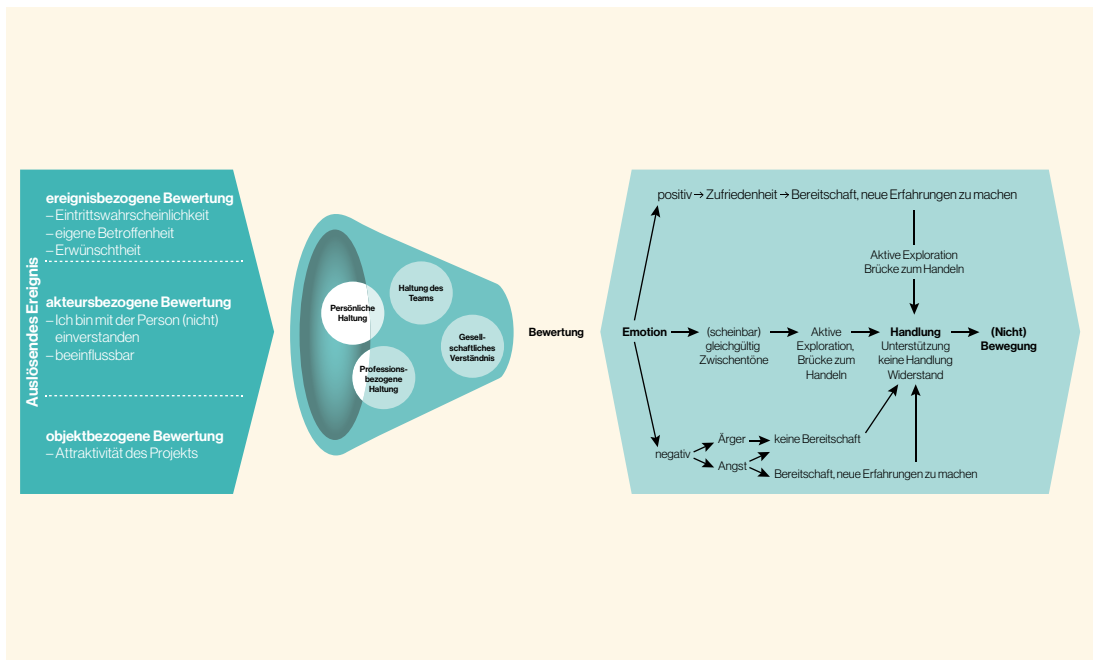 Auslösendes Ereignis
ereignisbezogene Bewertung
– Eintrittswahrscheinlichkeit
– eigene Betroffenheit
– Erwünschtheit
akteursbezogene Bewertung
– Ich bin mit der Person (nicht)
einverstanden
– beeinflussbar
objektbezogene Bewertung
– Attraktivität des Projekts
Persönliche
Haltung
Haltung des
Teams
Gesell-
schaftliches
Verständnis
Professions-
bezogene
Haltung
Bewertung
positiv → Zufriedenheit → Bereitschaft, neue Erfahrungen zu machen
Aktive Exploration
Brücke zum Handeln
Emotion
(scheinbar)
gleichgültig
Zwischentöne
Aktive
Exploration,
Brücke zum
Handeln
Handlung
Unterstützung
keine Handlung
Widerstand
(Nicht)
Bewegung
negativ
Ärger
keine Bereitschaft
Angst
Bereitschaft, neue Erfahrungen zu machen